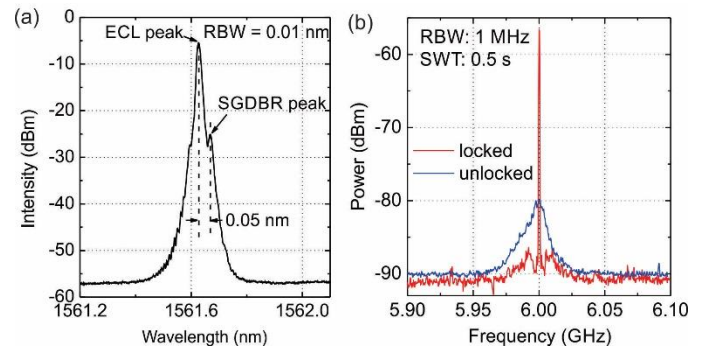 (a)
ECL peak RBW = 0.01 nm
SGDBR peak
0.05 nm
0
-10
-20
-30
-40
-50
-60
Intensity (dBm)
1561.2 1561.6 1562.0
Wavelength (nm)
(b)
RBW: 1 MHz
SWT: 0.5 s
locked
unlocked
-60
-70
-80
-90
Power (dBm)
5.90 5.95 6.00 6.05 6.10
Frequency (GHz)